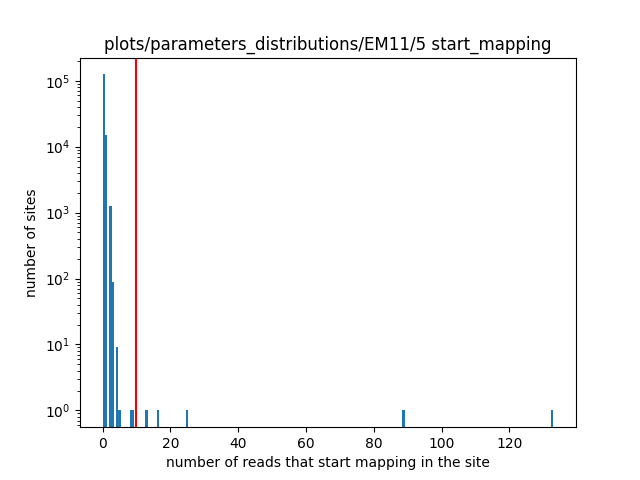 plots/parameters_distributions/EM11/5 start_mapping
10^5
10^4
10^3
10^2
10^1
10^0
number of sites
0 20 40 60 80 100 120
number of reads that start mapping in the site